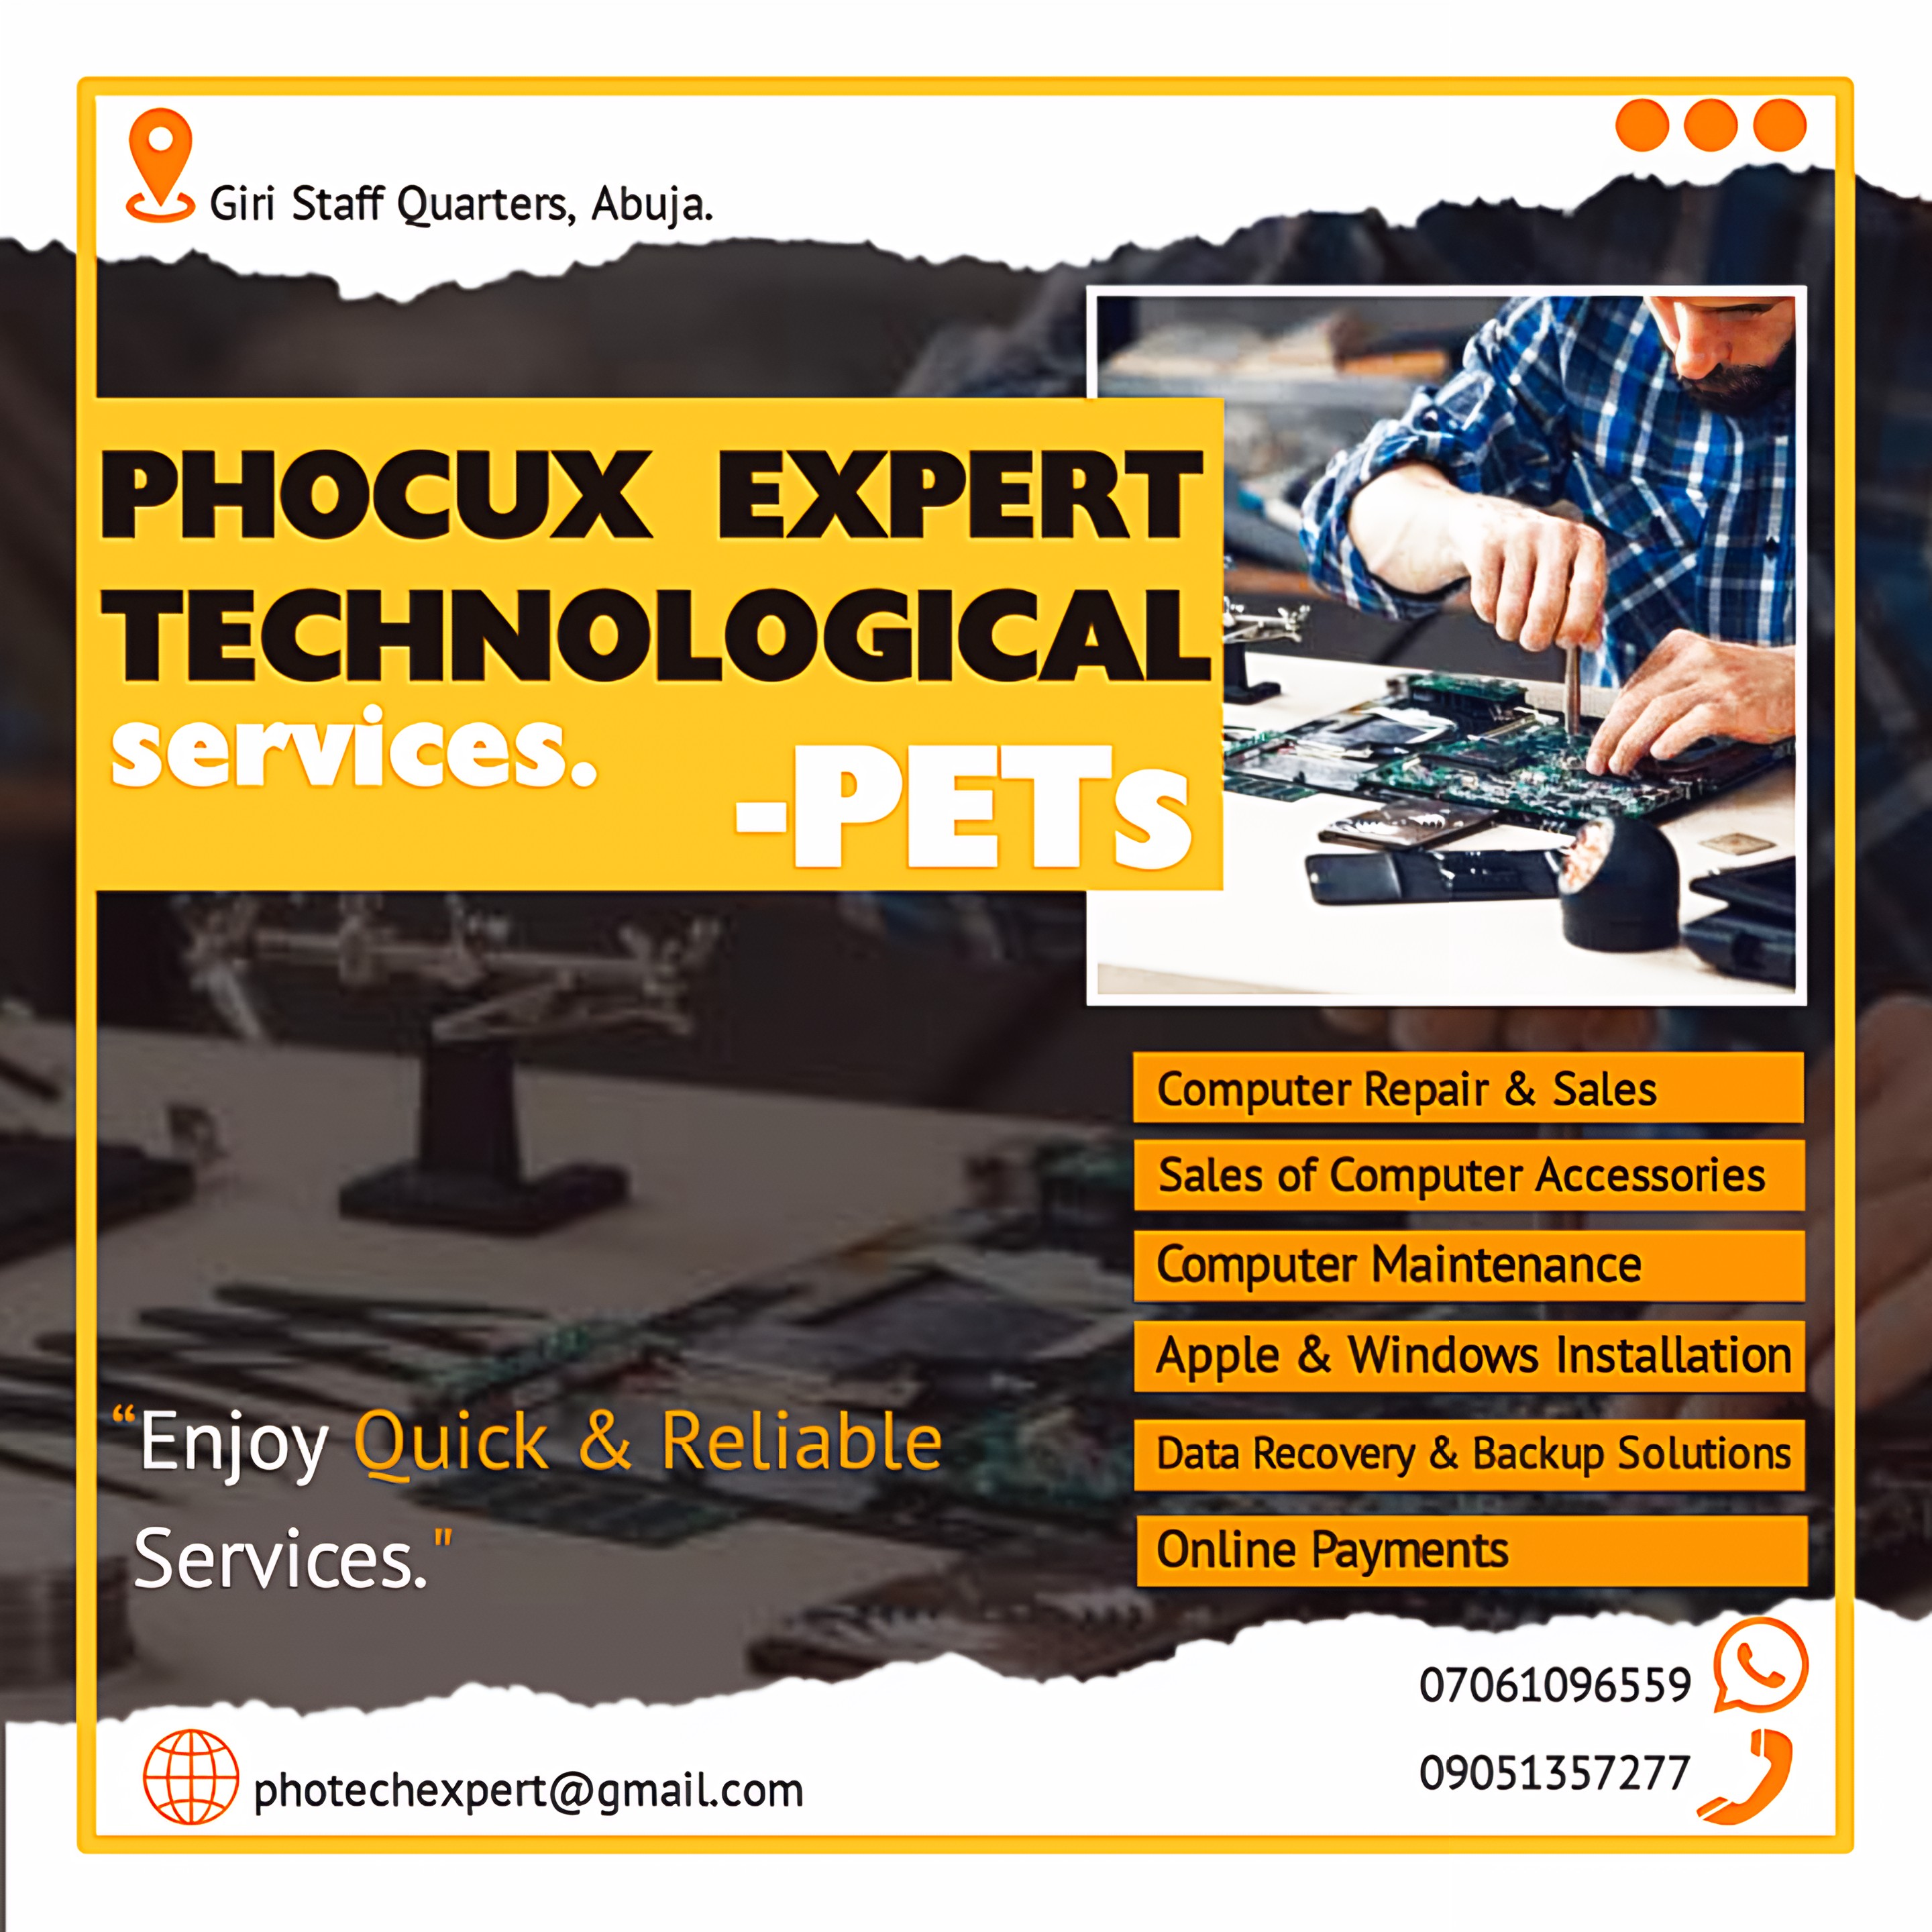 Giri Staff Quarters, Abuja.
PHOCUX EXPERT
TECHNOLOGICAL
services.
-PETs
Computer Repair & Sales
Sales of Computer Accessories
Computer Maintenance
Apple & Windows Installation
Data Recovery & Backup Solutions
Online Payments
“Enjoy Quick & Reliable
Services."
07061096559
09051357277
photechexpert@gmail.com